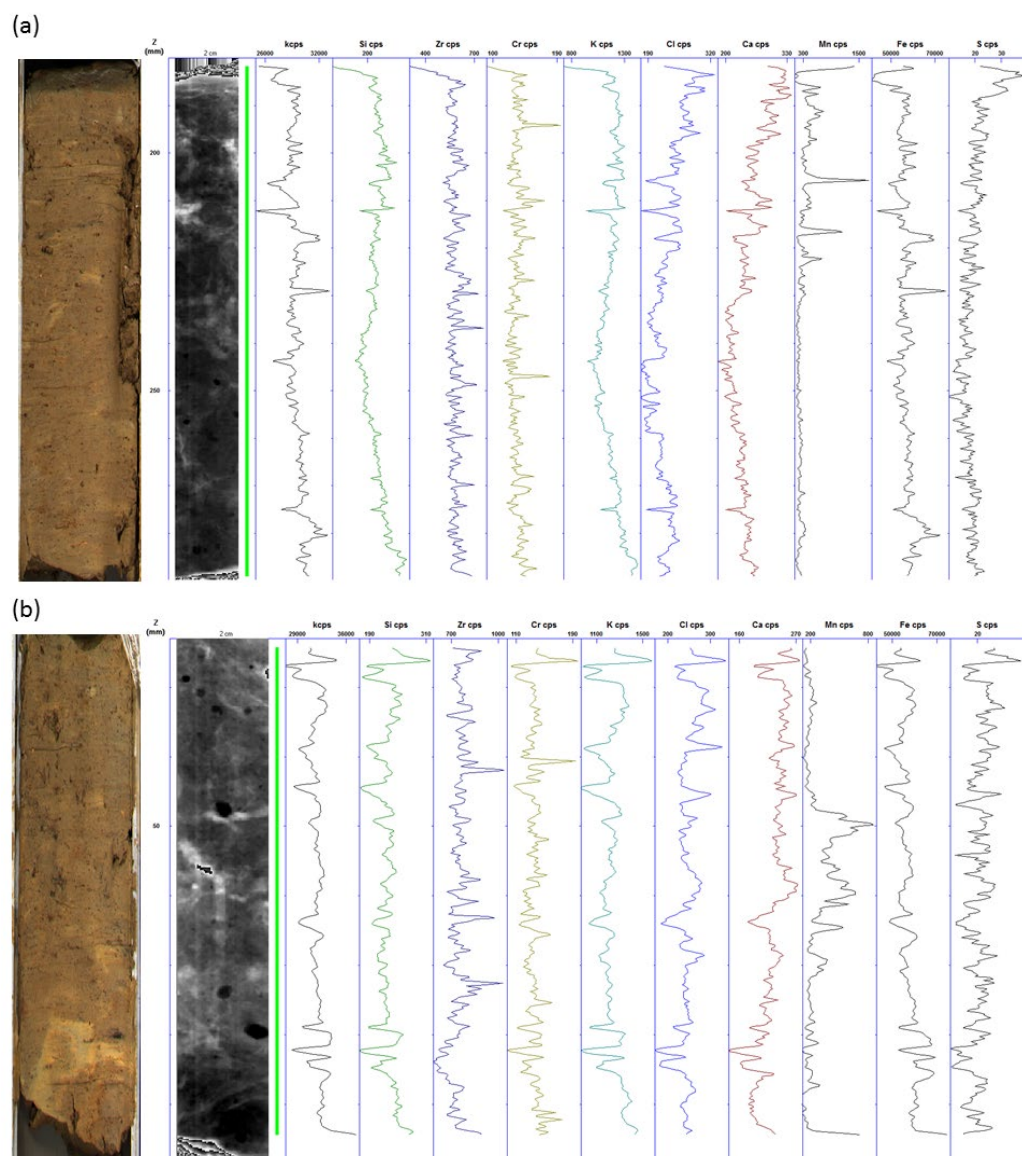 (a)
Z kcps Si cps Zr cps Cr cps K cps Cl cps Ca cps Mn cps Fe cps S cps
(mm) 2 cm 26000 32000 200 400 700 100 190 800 1300 190 320 200 330 300 1500 50000 70000 20 30
200
250
(b)
Z kcps Si cps Zr cps Cr cps K cps Cl cps Ca cps Mn cps Fe cps S cps
(mm) 2 cm 29000 36000 190 310 700 1000 110 190 1100 1500 200 300 150 270 200 800 50000 70000 20
50